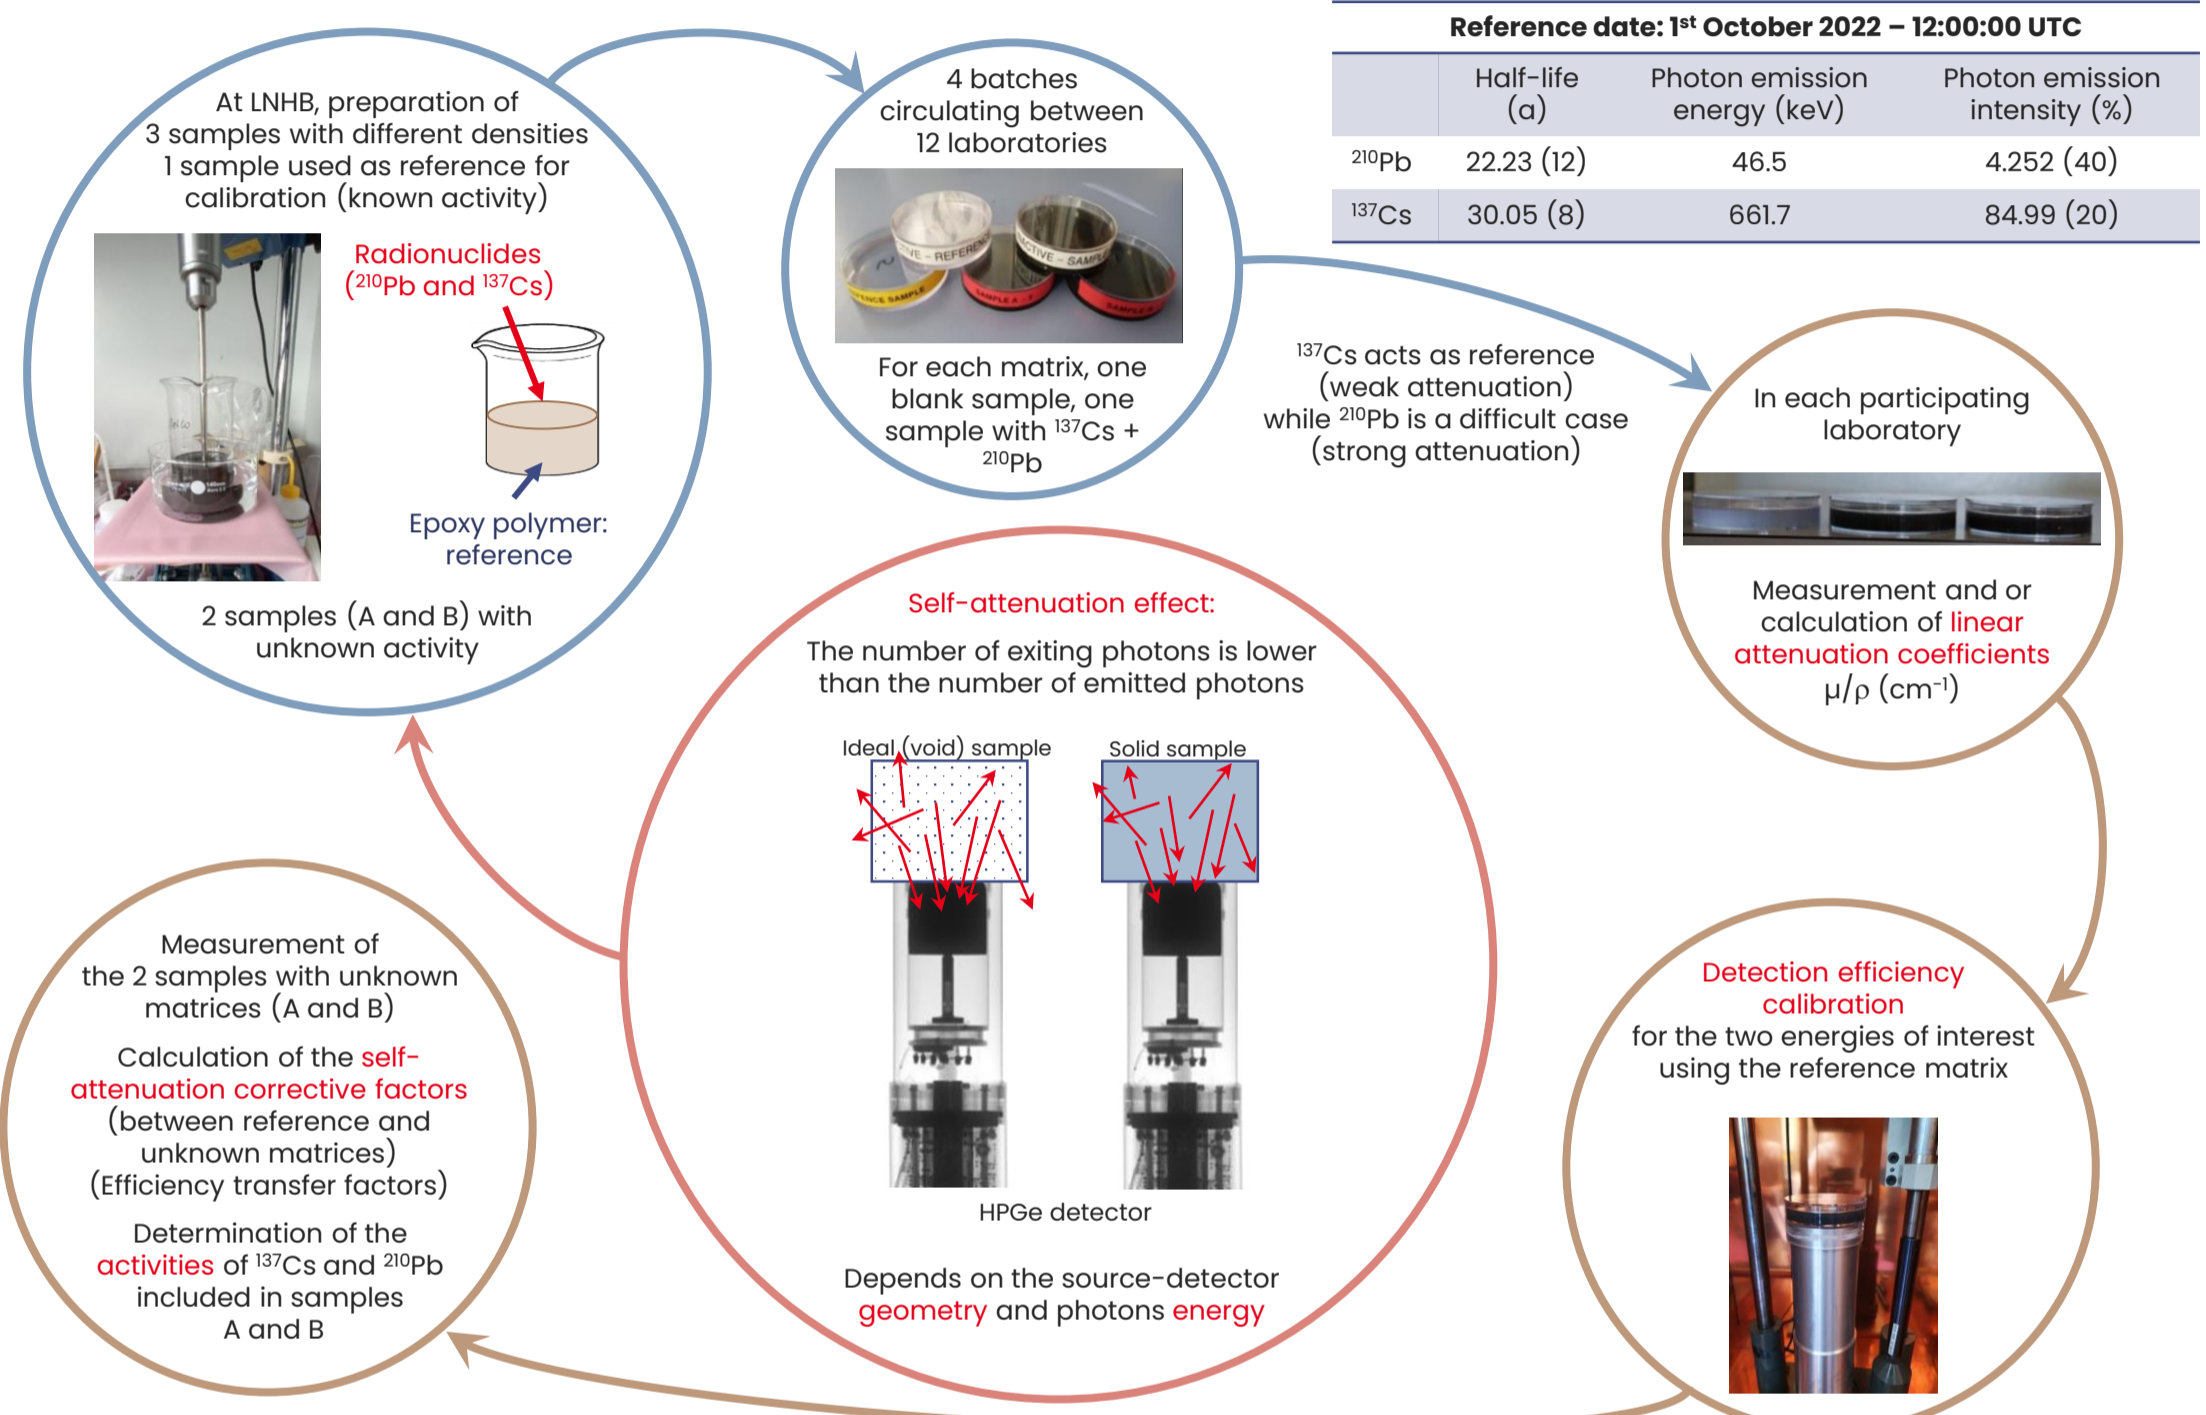 Reference date: 1st October 2022 – 12:00:00 UTC
Half-life (a)
Photon emission energy (keV)
Photon emission intensity (%)
210Pb 22.23 (12) 46.5 4.252 (40)
137Cs 30.05 (8) 661.7 84.99 (20)
At LNHB, preparation of
3 samples with different densities
1 sample used as reference for
calibration (known activity)
Radionuclides
(210Pb and 137Cs)
Epoxy polymer:
reference
2 samples (A and B) with
unknown activity
4 batches
circulating between
12 laboratories
SAMPLE A
For each matrix, one
blank sample, one
sample with 137Cs +
210Pb
137Cs acts as reference
(weak attenuation)
while 210Pb is a difficult case
(strong attenuation)
In each participating
laboratory
Measurement and or
calculation of linear
attenuation coefficients
μ/ρ (cm-1)
Self-attenuation effect:
The number of exiting photons is lower
than the number of emitted photons
Ideal (void) sample
Solid sample
HPGe detector
Depends on the source-detector
geometry and photons energy
Detection efficiency
calibration
for the two energies of interest
using the reference matrix
Measurement of
the 2 samples with unknown
matrices (A and B)
Calculation of the self-
attenuation corrective factors
(between reference and
unknown matrices)
(Efficiency transfer factors)
Determination of the
activities of 137Cs and 210Pb
included in samples
A and B